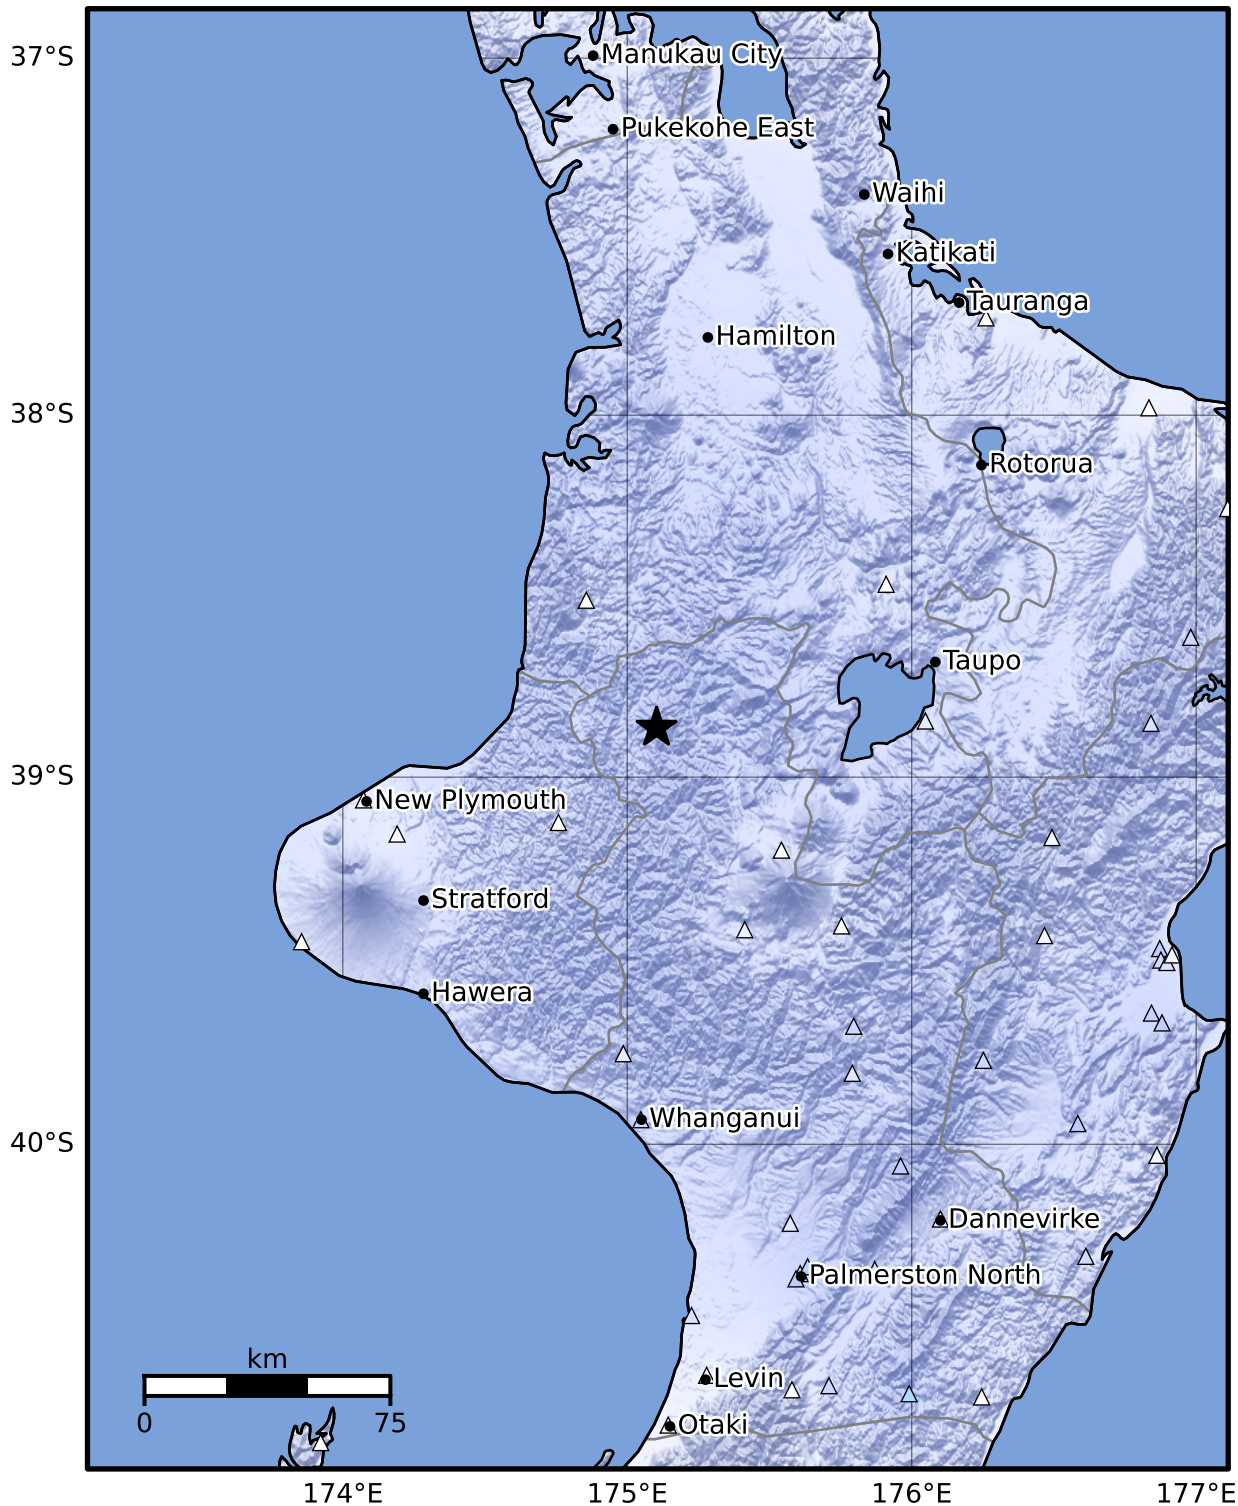 37°S
Manukau City
Pukekohe East
Waihi
Katikati
Tauranga
Hamilton
38°S
Rotorua
Taupo
39°S
New Plymouth
Stratford
Hawera
Whanganui
40°S
Dannevirke
Palmerston North
km
0 75
Levin
Otaki
174°E 175°E 176°E 177°E